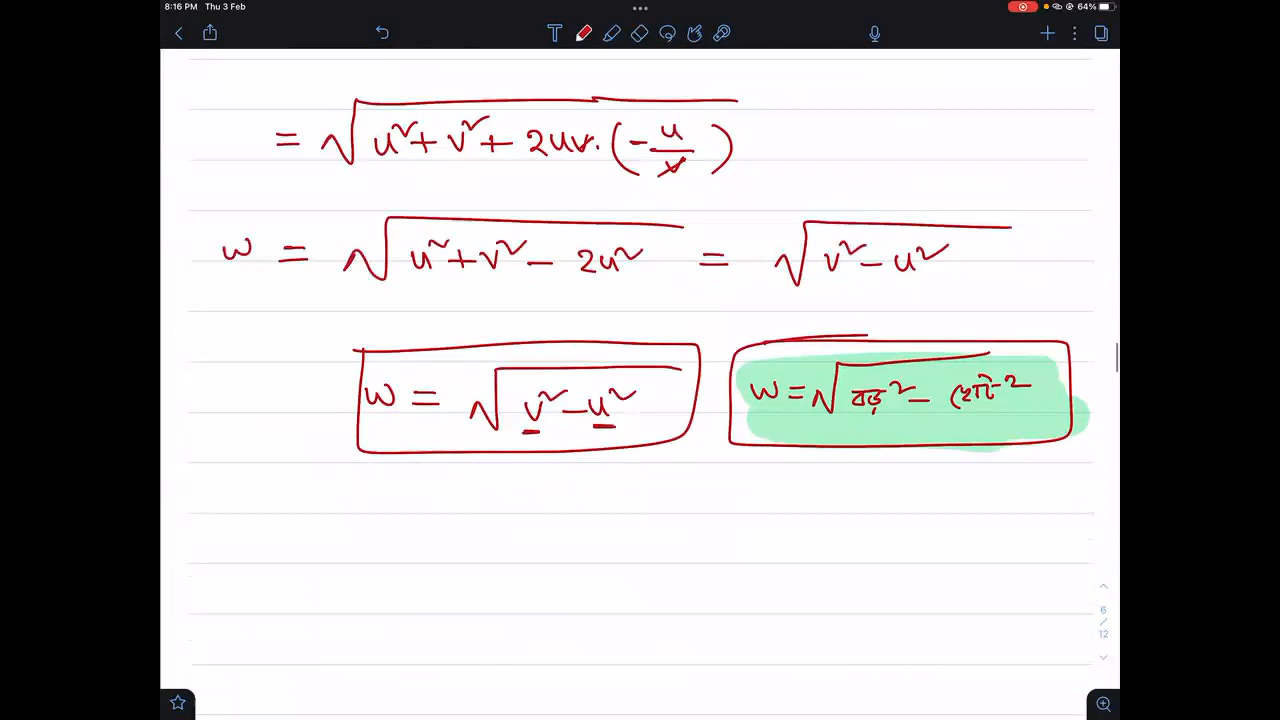 8:16 PM Thu 3 Feb 64%
= √(u² + v² + 2uv·(-u/v))
w = √(u² + v² - 2u²) = √(v² - u²)
w = √(v² - u²) w = √(বড়² - ছোট²)
6
/
12